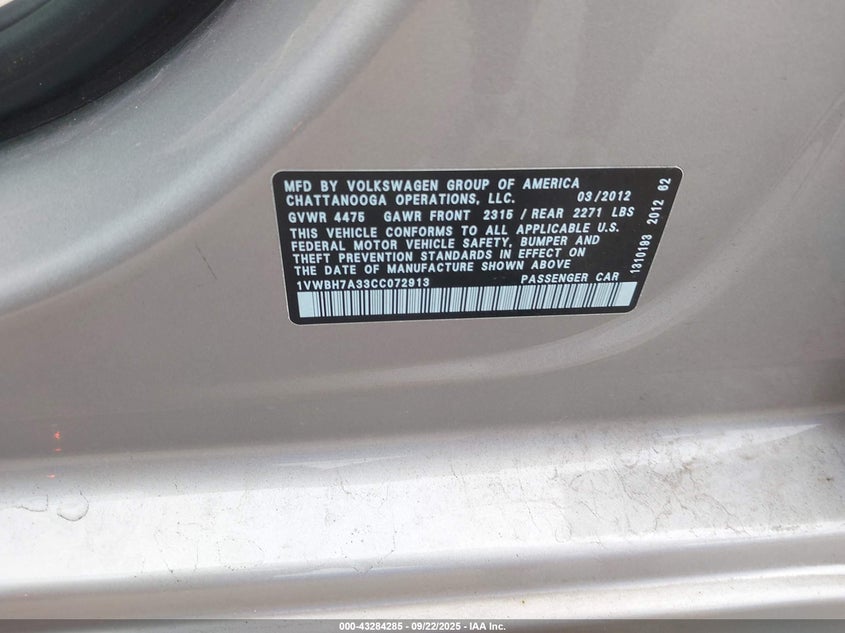 MFD BY VOLKSWAGEN GROUP OF AMERICA
CHATTANOOGA OPERATIONS, LLC. 03/2012
GVWR 4475 GAWR FRONT 2315 / REAR 2271 LBS
THIS VEHICLE CONFORMS TO ALL APPLICABLE U.S.
FEDERAL MOTOR VEHICLE SAFETY, BUMPER AND
THEFT PREVENTION STANDARDS IN EFFECT ON
THE DATE OF MANUFACTURE SHOWN ABOVE
1VWBH7A33CC072913 PASSENGER CAR
1310193 2012 62
000-43284285 - 09/22/2025 - IAA Inc.